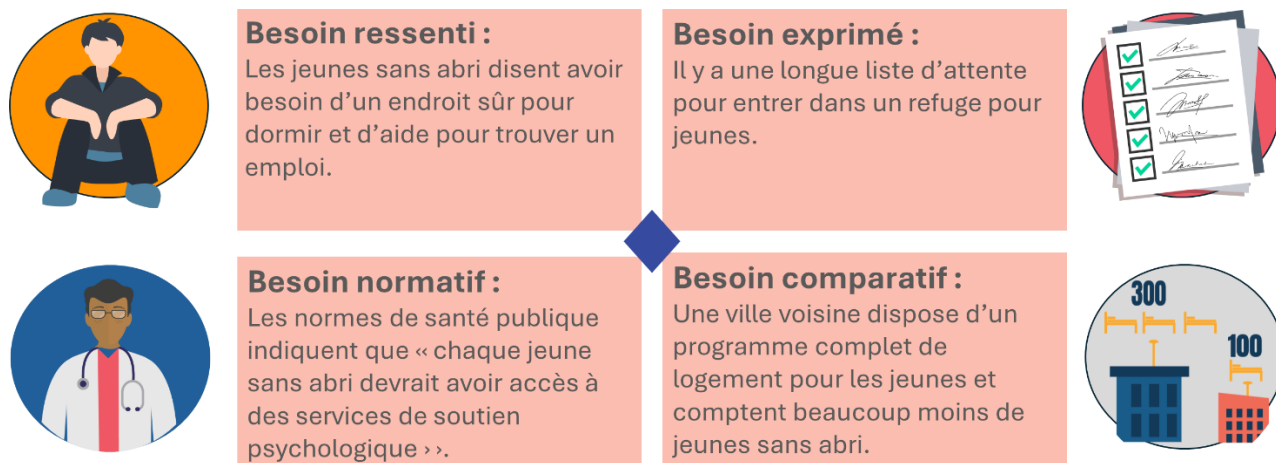 Besoin ressenti :
Les jeunes sans abri disent avoir
besoin d’un endroit sûr pour
dormir et d’aide pour trouver un
emploi.
Besoin exprimé :
Il y a une longue liste d’attente
pour entrer dans un refuge pour
jeunes.
Besoin normatif :
Les normes de santé publique
indiquent que « chaque jeune
sans abri devrait avoir accès à
des services de soutien
psychologique ››.
Besoin comparatif :
Une ville voisine dispose d’un
programme complet de
logement pour les jeunes et
comptent beaucoup moins de
jeunes sans abri.
300
100